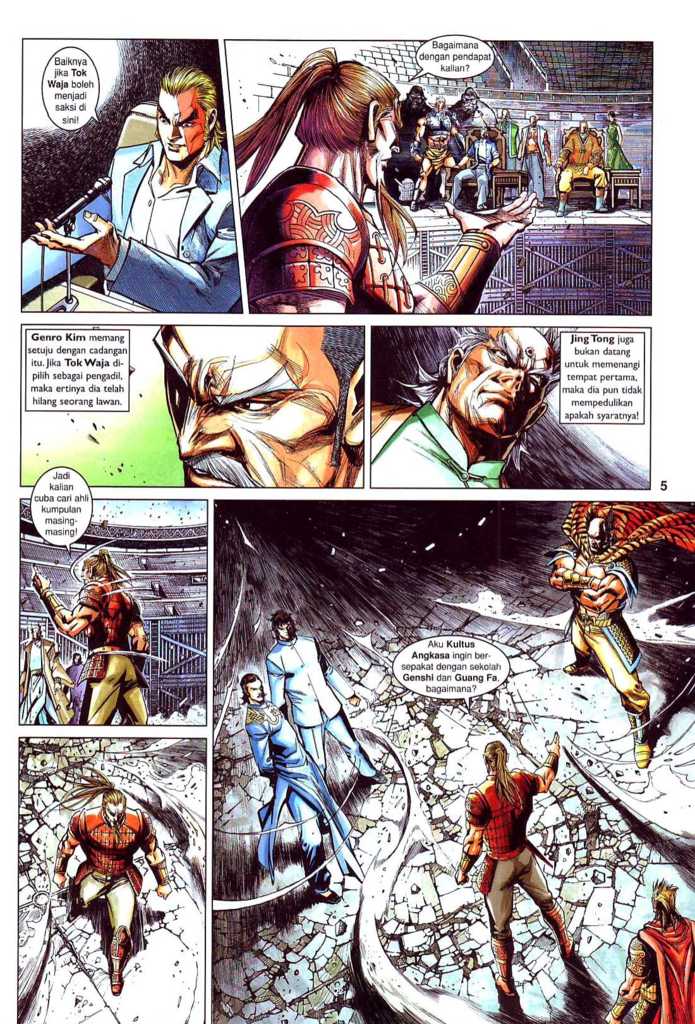 Baiknya
jika Tok
Waja boleh
menjadi
saksi di
sini!
Bagaimana
dengan pendapat
kalian?
Genro Kim memang
setuju dengan cadangan
itu. Jika Tok Waja di-
pilih sebagai pengadil,
maka ertinya dia telah
hilang seorang lawan.
Jing Tong juga
bukan datang
untuk memenangi
tempat pertama,
maka dia pun tidak
mempedulikan
apakah syaratnya!
5
Jadi
kalian
cuba cari ahli
kumpulan
masing-
masing!
Aku Kultus
Angkasa ingin ber-
sepakat dengan sekolah
Genshi dan Guang Fa,
bagaimana?